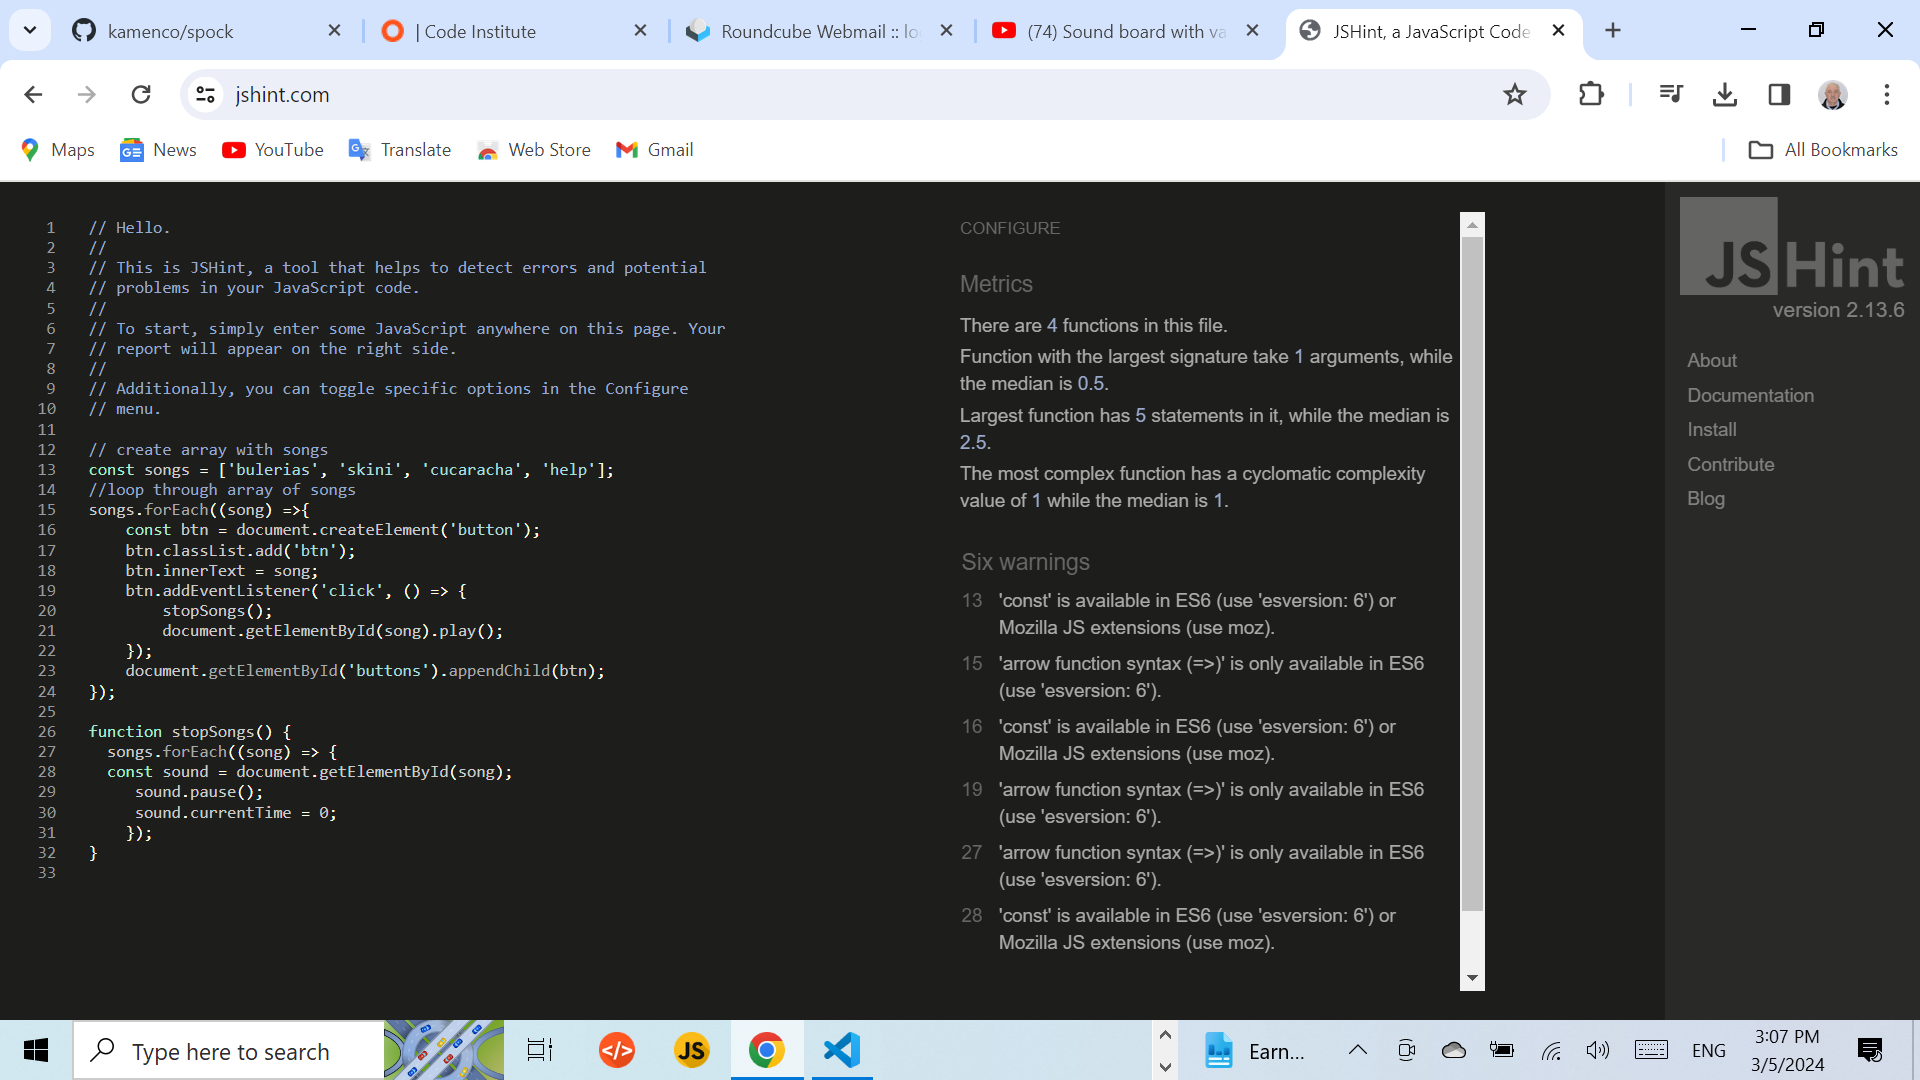 kamenco/spock
| Code Institute
Roundcube Webmail :: lo
(74) Sound board with va
JSHint, a JavaScript Code
jshint.com
Maps
News
YouTube
Translate
Web Store
Gmail
All Bookmarks
1 // Hello.
2 //
3 // This is JSHint, a tool that helps to detect errors and potential
4 // problems in your JavaScript code.
5 //
6 // To start, simply enter some JavaScript anywhere on this page. Your
7 // report will appear on the right side.
8 //
9 // Additionally, you can toggle specific options in the Configure
10 // menu.
11
12 // create array with songs
13 const songs = ['bulerias', 'skini', 'cucaracha', 'help'];
14 //loop through array of songs
15 songs.forEach((song) =>{
16 const btn = document.createElement('button');
17 btn.classList.add('btn');
18 btn.innerText = song;
19 btn.addEventListener('click', () => {
20 stopSongs();
21 document.getElementById(song).play();
22 });
23 document.getElementById('buttons').appendChild(btn);
24 });
25
26 function stopSongs() {
27 songs.forEach((song) => {
28 const sound = document.getElementById(song);
29 sound.pause();
30 sound.currentTime = 0;
31 });
32 }
33
CONFIGURE
Metrics
There are 4 functions in this file.
Function with the largest signature take 1 arguments, while
the median is 0.5.
Largest function has 5 statements in it, while the median is
2.5.
The most complex function has a cyclomatic complexity
value of 1 while the median is 1.
Six warnings
13 'const' is available in ES6 (use 'esversion: 6') or
Mozilla JS extensions (use moz).
15 'arrow function syntax (=>)' is only available in ES6
(use 'esversion: 6').
16 'const' is available in ES6 (use 'esversion: 6') or
Mozilla JS extensions (use moz).
19 'arrow function syntax (=>)' is only available in ES6
(use 'esversion: 6').
27 'arrow function syntax (=>)' is only available in ES6
(use 'esversion: 6').
28 'const' is available in ES6 (use 'esversion: 6') or
Mozilla JS extensions (use moz).
JSHint
version 2.13.6
About
Documentation
Install
Contribute
Blog
Type here to search
</>
JS
Earn...
ENG
3:07 PM
3/5/2024